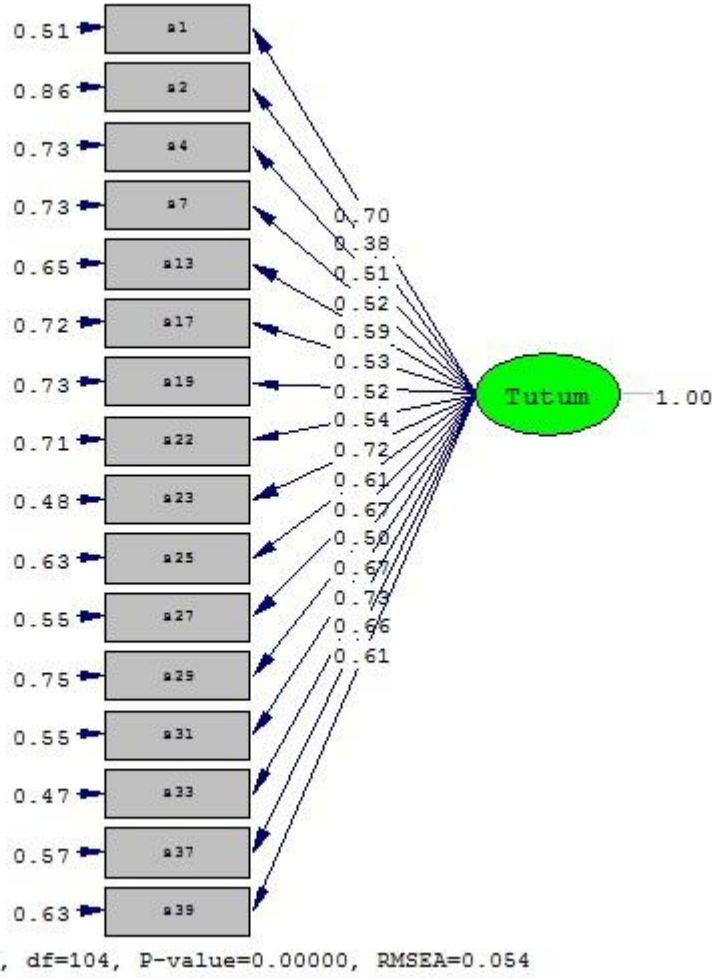 0.51 a1
0.86 a2
0.73 a4
0.73 a7
0.65 a13
0.72 a17
0.73 a19
0.71 a22
0.48 a23
0.63 a25
0.55 a27
0.75 a29
0.55 a31
0.47 a33
0.57 a37
0.63 a39
0.70
0.38
0.51
0.52
0.59
0.53
0.52
0.54
0.72
0.61
0.67
0.50
0.67
0.73
0.66
0.61
Tutum 1.00
, df=104, P-value=0.00000, RMSEA=0.054